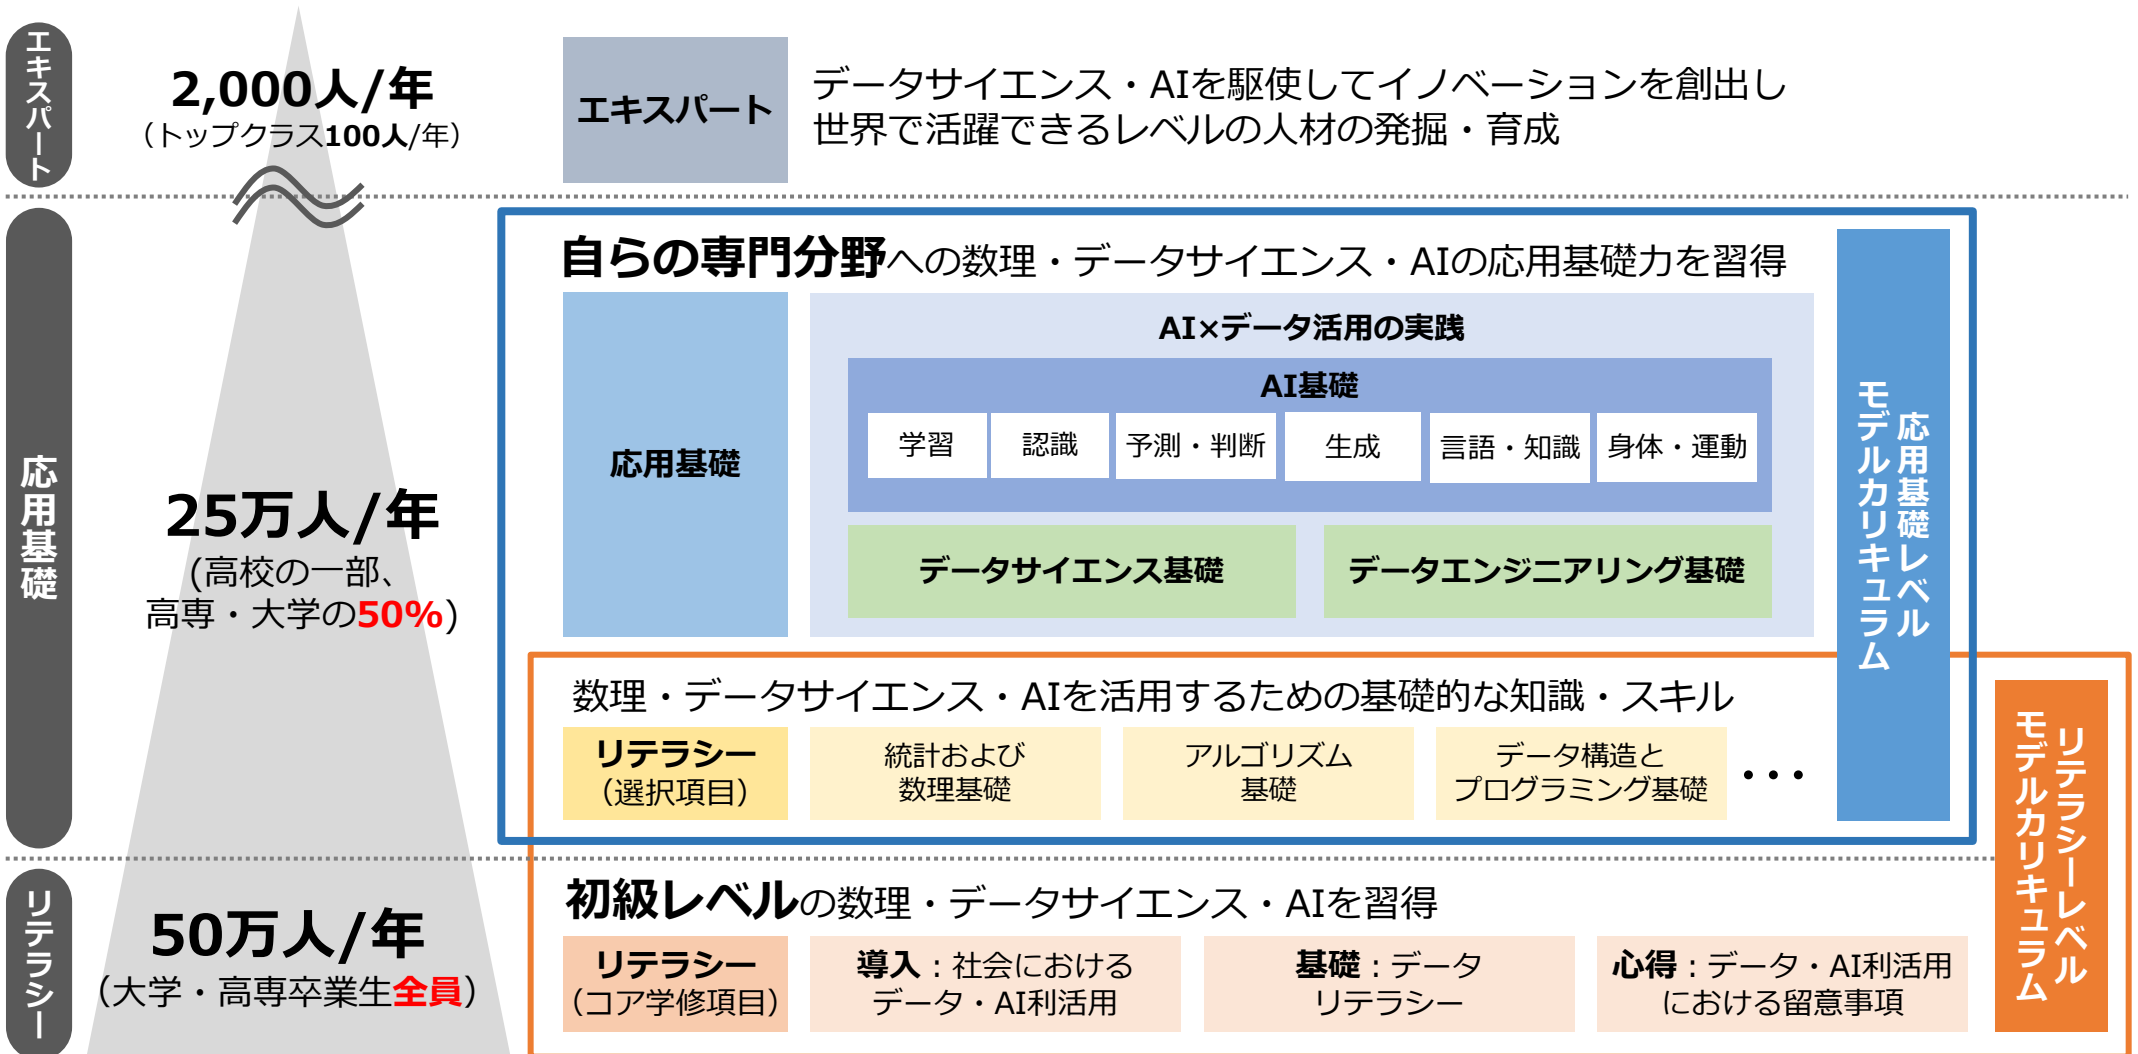 エキスパート
2,000人/年
（トップクラス100人/年）
エキスパート
データサイエンス・AIを駆使してイノベーションを創出し
世界で活躍できるレベルの人材の発掘・育成
応用基礎
25万人/年
(高校の一部、
高専・大学の50%)
自らの専門分野への数理・データサイエンス・AIの応用基礎力を習得
応用基礎
AI×データ活用の実践
AI基礎
学習
認識
予測・判断
生成
言語・知識
身体・運動
データサイエンス基礎
データエンジニアリング基礎
応用基礎レベル
モデルカリキュラム
数理・データサイエンス・AIを活用するための基礎的な知識・スキル
リテラシー
（選択項目）
統計および
数理基礎
アルゴリズム
基礎
データ構造と
プログラミング基礎
・・・
リテラシーレベル
モデルカリキュラム
リテラシー
50万人/年
（大学・高専卒業生全員）
初級レベルの数理・データサイエンス・AIを習得
リテラシー
（コア学修項目）
導入：社会における
データ・AI利活用
基礎：データ
リテラシー
心得：データ・AI利活用
における留意事項